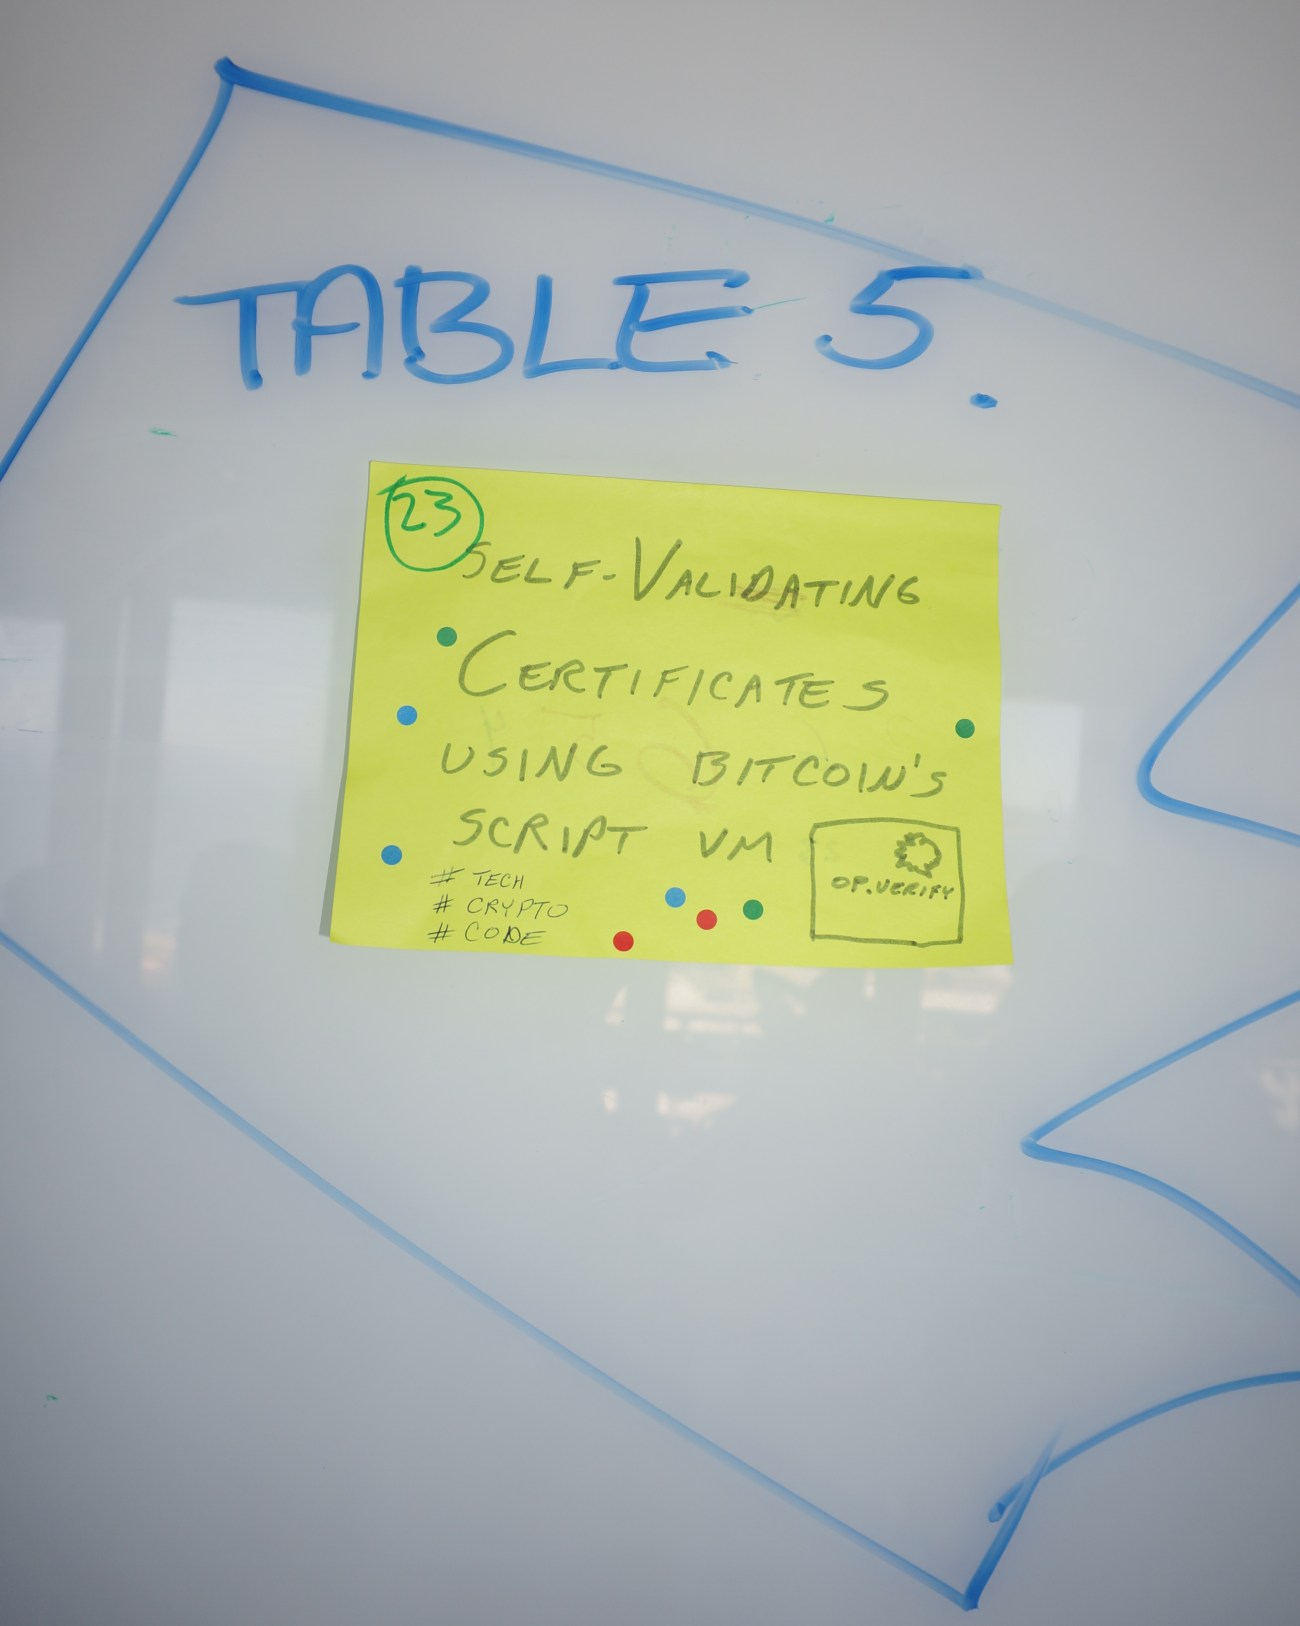 TABLE 5.
23
SELF-VALIDATING
CERTIFICATES
USING BITCOIN'S
SCRIPT VM
# TECH
# CRYPTO
# CODE
OP.VERIFY